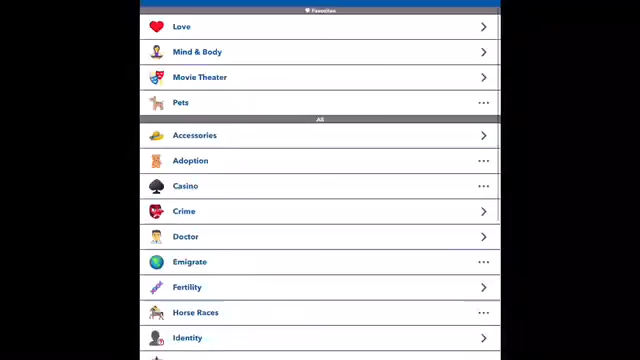 Favorites
Love
Mind & Body
Movie Theater
Pets
All
Accessories
Adoption
Casino
Crime
Doctor
Emigrate
Fertility
Horse Races
Identity